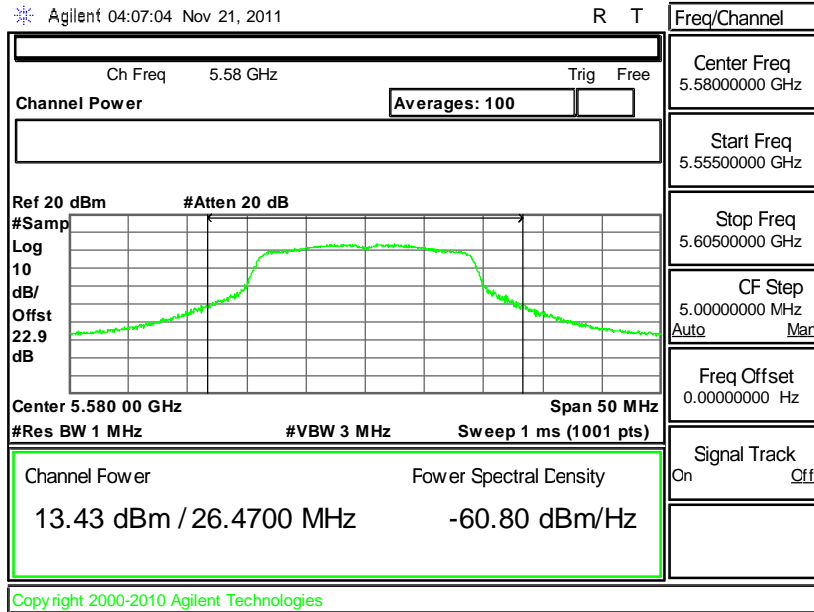 Agilent 04:07:04 Nov 21, 2011 R T
Freq/Channel
Ch Freq 5.58 GHz Trig Free
Channel Power Averages: 100
Center Freq
5.58000000 GHz
Start Freq
5.55500000 GHz
Stop Freq
5.60500000 GHz
CF Step
5.00000000 MHz
Auto Man
Freq Offset
0.00000000 Hz
Signal Track
On Off
Ref 20 dBm #Atten 20 dB
#Samp
Log
10
dB/
Offst
22.9
dB
Center 5.580 00 GHz Span 50 MHz
#Res BW 1 MHz #VBW 3 MHz Sweep 1 ms (1001 pts)
Channel Power Power Spectral Density
13.43 dBm / 26.4700 MHz -60.80 dBm/Hz
Copyright 2000-2010 Agilent Technologies